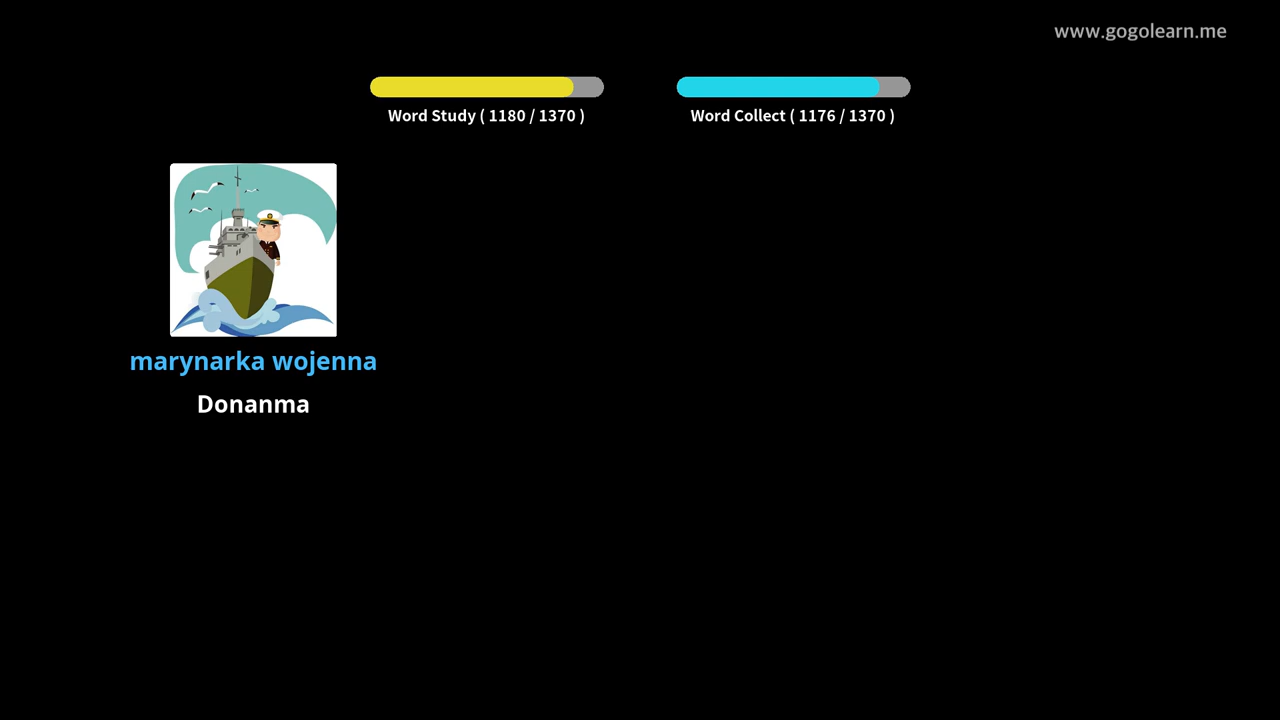 www.gogolearn.me
Word Study ( 1180 / 1370 )
Word Collect ( 1176 / 1370 )
marynarka wojenna
Donanma